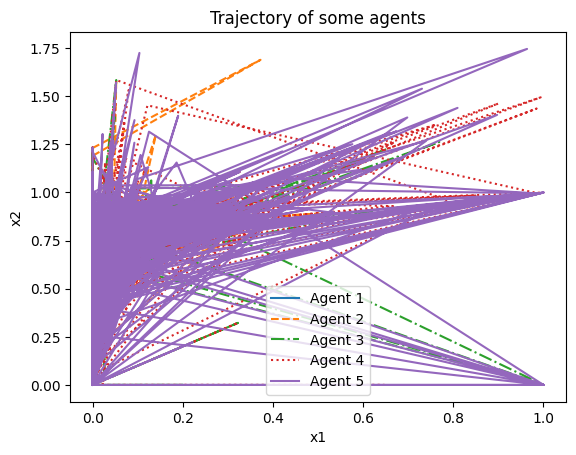 Trajectory of some agents
x2
1.75
1.50
1.25
1.00
0.75
0.50
0.25
0.00
Agent 1
Agent 2
Agent 3
Agent 4
Agent 5
0.0 0.2 0.4 0.6 0.8 1.0
x1